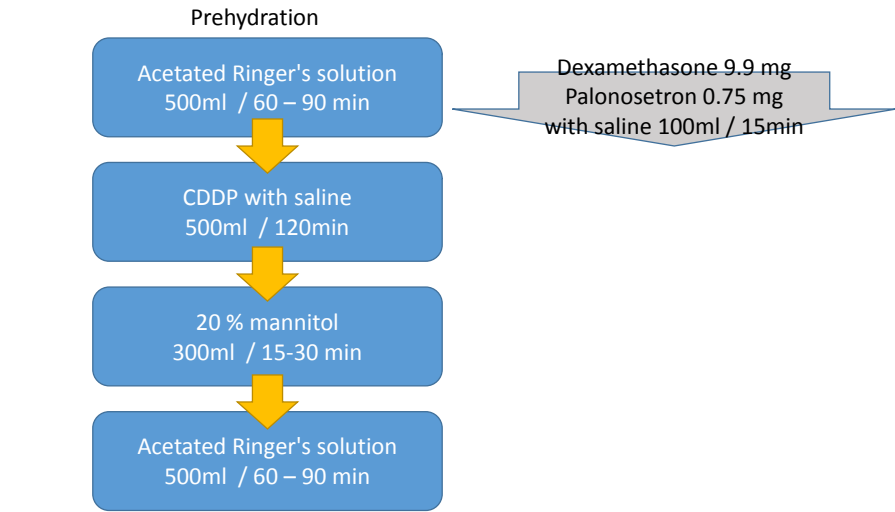 Prehydration
Acetated Ringer's solution
500ml / 60 – 90 min
Dexamethasone 9.9 mg
Palonosetron 0.75 mg
with saline 100ml / 15min
CDDP with saline
500ml / 120min
20 % mannitol
300ml / 15-30 min
Acetated Ringer's solution
500ml / 60 – 90 min